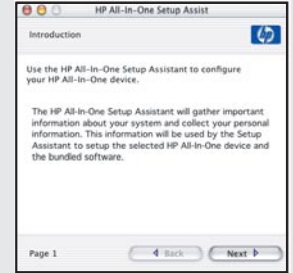 HP All-In-One Setup Assist
Introduction
hp
Use the HP All-In-One Setup Assistant to configure
your HP All-In-One device.
The HP All-In-One Setup Assistant will gather important
information about your system and collect your personal
information. This information will be used by the Setup
Assistant to setup the selected HP All-In-One device and
the bundled software.
Page 1
Back
Next